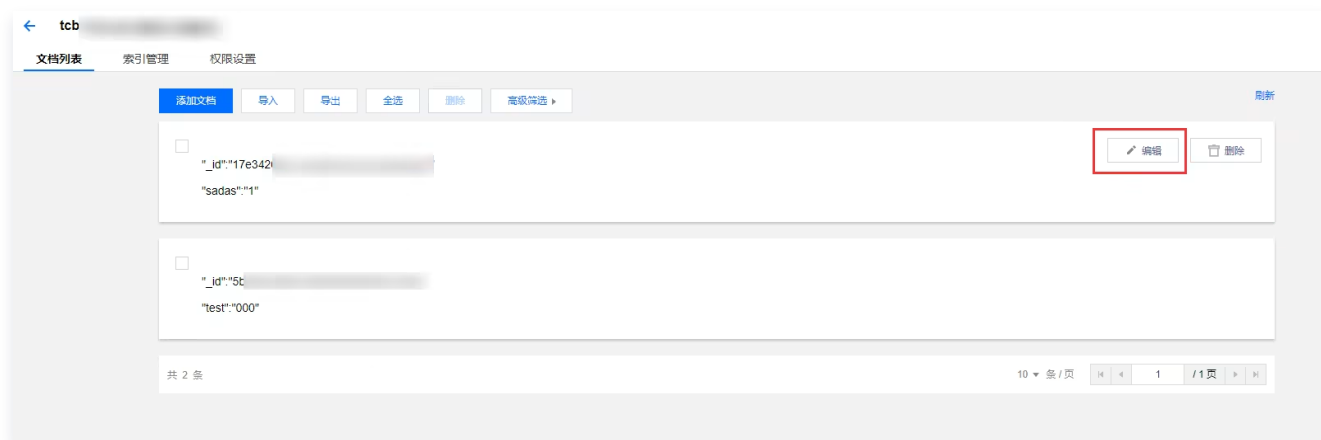 tcb
文档列表 索引管理 权限设置
添加文档 导入 导出 全选 删除 高级筛选 刷新
编辑 删除
"_id":"17e342
"sadas":"1"
"_id":"5b
"test":"000"
共 2 条 10 条 / 页 1 / 1 页